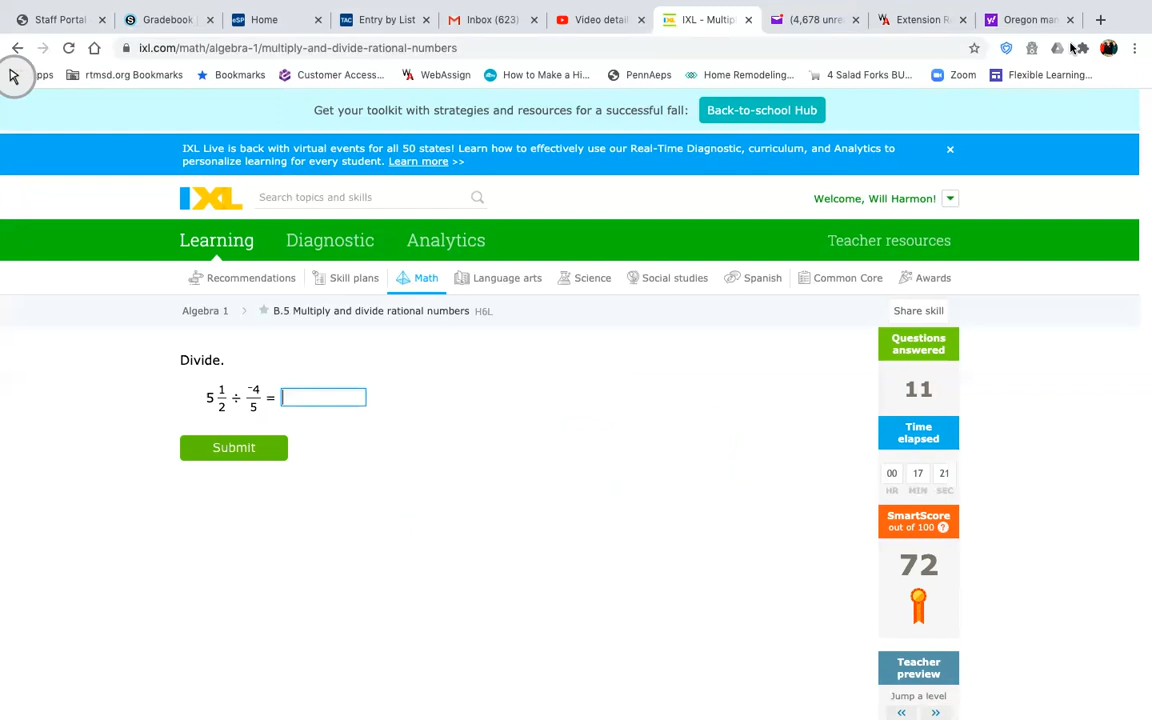 Staff Portal
Gradebook |
Home
Entry by List
Inbox (623)
Video detail
IXL - Multipl
(4,678 unre
Extension R
Oregon man
ixl.com/math/algebra-1/multiply-and-divide-rational-numbers
rtmsd.org Bookmarks
Bookmarks
Customer Access...
WebAssign
How to Make a Hi...
PennAeps
Home Remodeling...
4 Salad Forks BU...
Zoom
Flexible Learning...
Get your toolkit with strategies and resources for a successful fall: Back-to-school Hub
IXL Live is back with virtual events for all 50 states! Learn how to effectively use our Real-Time Diagnostic, curriculum, and Analytics to
personalize learning for every student. Learn more >>
IXL
Search topics and skills
Welcome, Will Harmon!
Learning
Diagnostic
Analytics
Teacher resources
Recommendations
Skill plans
Math
Language arts
Science
Social studies
Spanish
Common Core
Awards
Algebra 1 > B.5 Multiply and divide rational numbers H6L
Share skill
Divide.
5 1/2 ÷ -4/5 =
Submit
Questions
answered
11
Time
elapsed
00 17 21
HR MIN SEC
SmartScore
out of 100 ?
72
Teacher
preview
Jump a level
« »